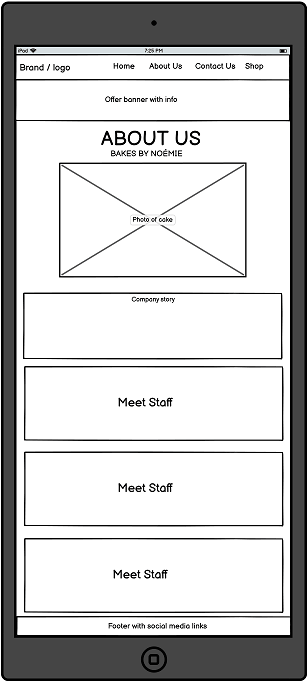 iPod 7:25 PM
Brand / logo Home About Us Contact Us Shop
Offer banner with info
ABOUT US
BAKES BY NOÉMIE
Photo of cake
Company story
Meet Staff
Meet Staff
Meet Staff
Footer with social media links